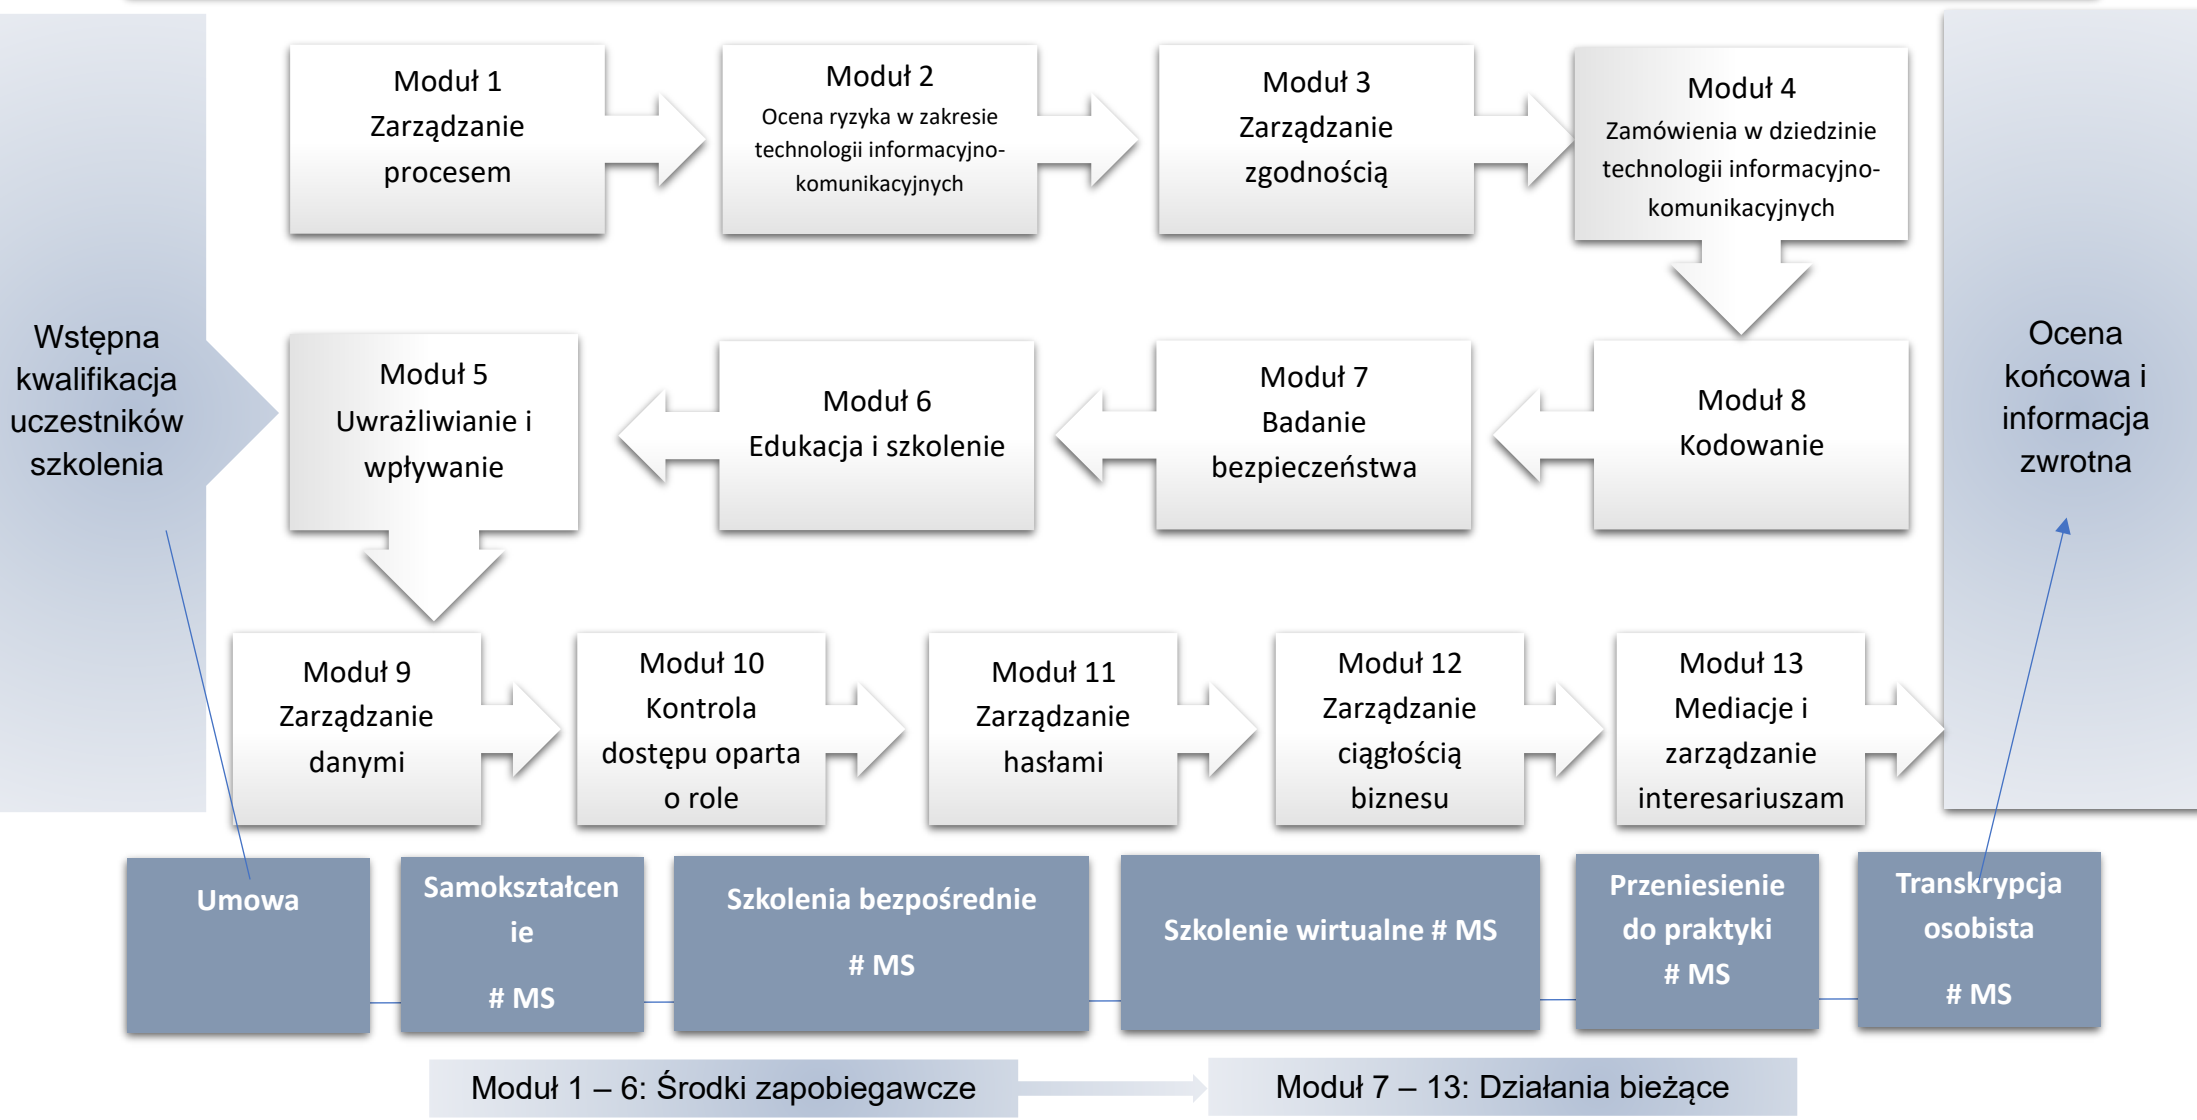 Moduł 1
Zarządzanie
procesem
Moduł 2
Ocena ryzyka w zakresie
technologii informacyjno-
komunikacyjnych
Moduł 3
Zarządzanie
zgodnością
Moduł 4
Zamówienia w dziedzinie
technologii informacyjno-
komunikacyjnych
Wstępna
kwalifikacja
uczestników
szkolenia
Moduł 5
Uwrażliwianie i
wpływanie
Moduł 6
Edukacja i szkolenie
Moduł 7
Badanie
bezpieczeństwa
Moduł 8
Kodowanie
Ocena
końcowa i
informacja
zwrotna
Moduł 9
Zarządzanie
danymi
Moduł 10
Kontrola
dostępu oparta
o role
Moduł 11
Zarządzanie
hasłami
Moduł 12
Zarządzanie
ciągłością
biznesu
Moduł 13
Mediacje i
zarządzanie
interesariuszam
Umowa
Samokształcen
ie
# MS
Szkolenia bezpośrednie
# MS
Szkolenie wirtualne # MS
Przeniesienie
do praktyki
# MS
Transkrypcja
osobista
# MS
Moduł 1 – 6: Środki zapobiegawcze
Moduł 7 – 13: Działania bieżące